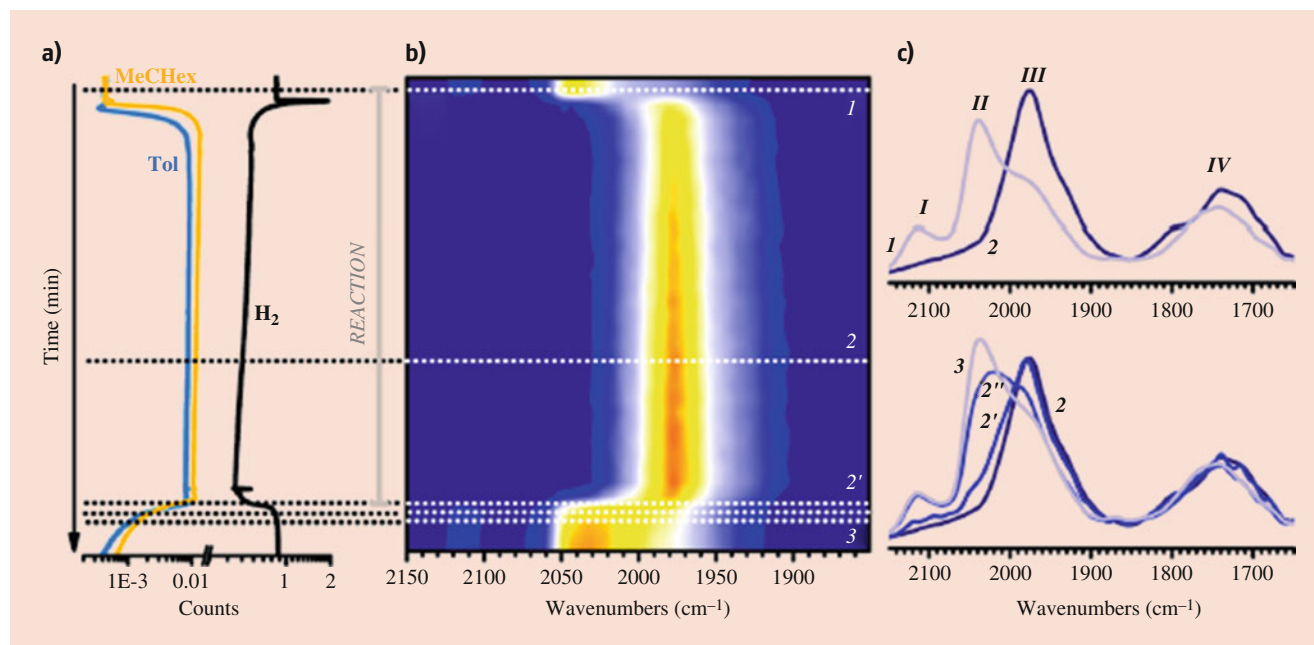 a)
MeCHex
Tol
H2
REACTION
Time (min)
1E-3 0.01 1 2
Counts
b)
1
2
2'
3
2150 2100 2050 2000 1950 1900
Wavenumbers (cm–1)
c)
III
II
IV
I
1
2
2100 2000 1900 1800 1700
3
2''
2'
2
2100 2000 1900 1800 1700
Wavenumbers (cm–1)